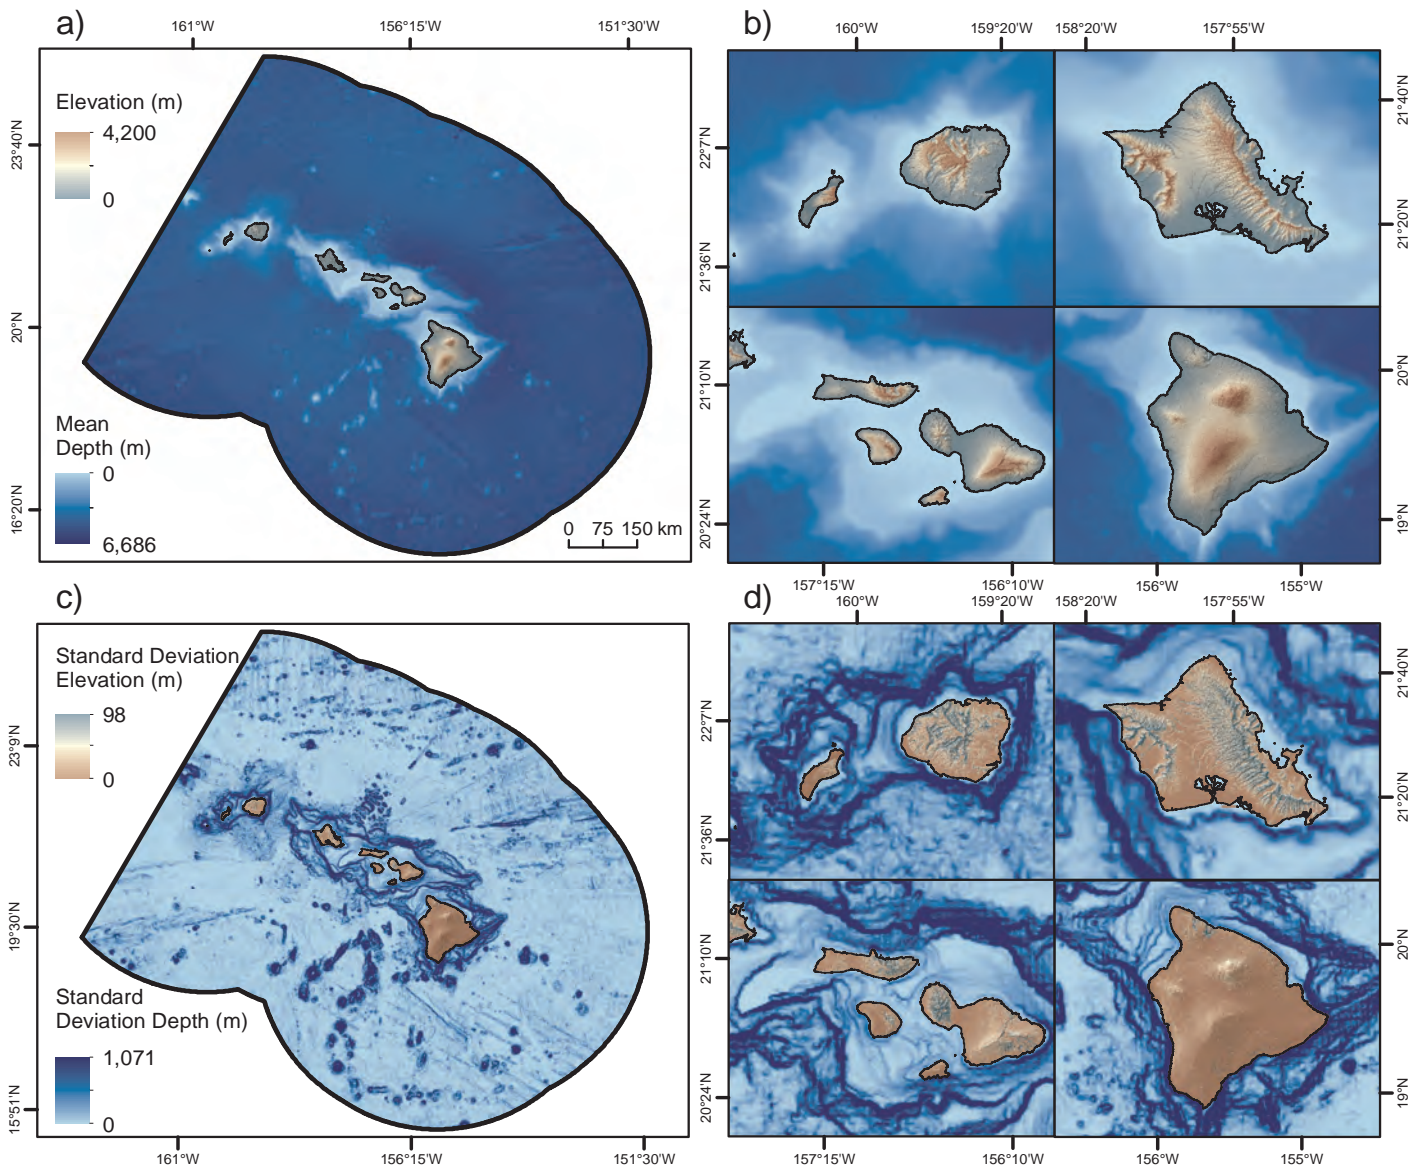 a)
161°W
156°15'W
151°30'W
Elevation (m)
4,200
0
23°40'N
20°N
16°20'N
Mean
Depth (m)
0
6,686
0 75 150 km
b)
160°W
159°20'W
158°20'W
157°55'W
22°7'N
21°36'N
21°40'N
21°20'N
21°10'N
20°24'N
20°N
19°N
157°15'W
156°10'W
156°W
155°W
c)
Standard Deviation
Elevation (m)
98
0
23°9'N
19°30'N
15°51'N
Standard
Deviation Depth (m)
1,071
0
161°W
156°15'W
151°30'W
d)
160°W
159°20'W
158°20'W
157°55'W
22°7'N
21°36'N
21°40'N
21°20'N
21°10'N
20°24'N
20°N
19°N
157°15'W
156°10'W
156°W
155°W